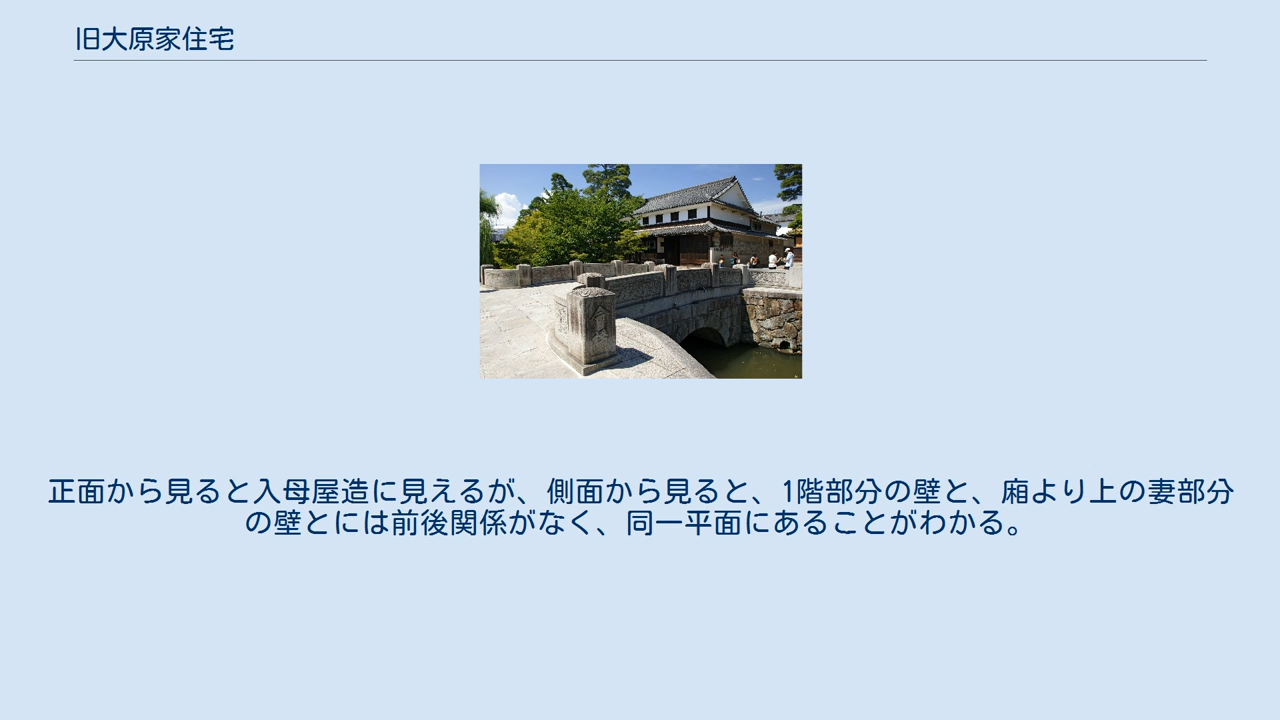 旧大原家住宅
正面から見ると入母屋造に見えるが、側面から見ると、1階部分の壁と、廂より上の妻部分
の壁とには前後関係がなく、同一平面にあることがわかる。